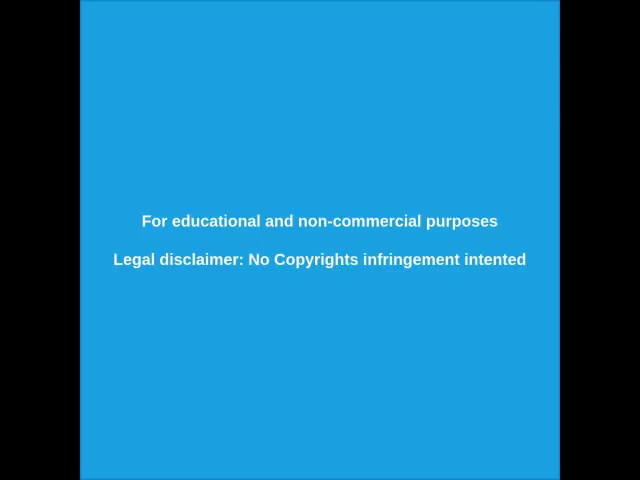 For educational and non-commercial purposes
Legal disclaimer: No Copyrights infringement intented